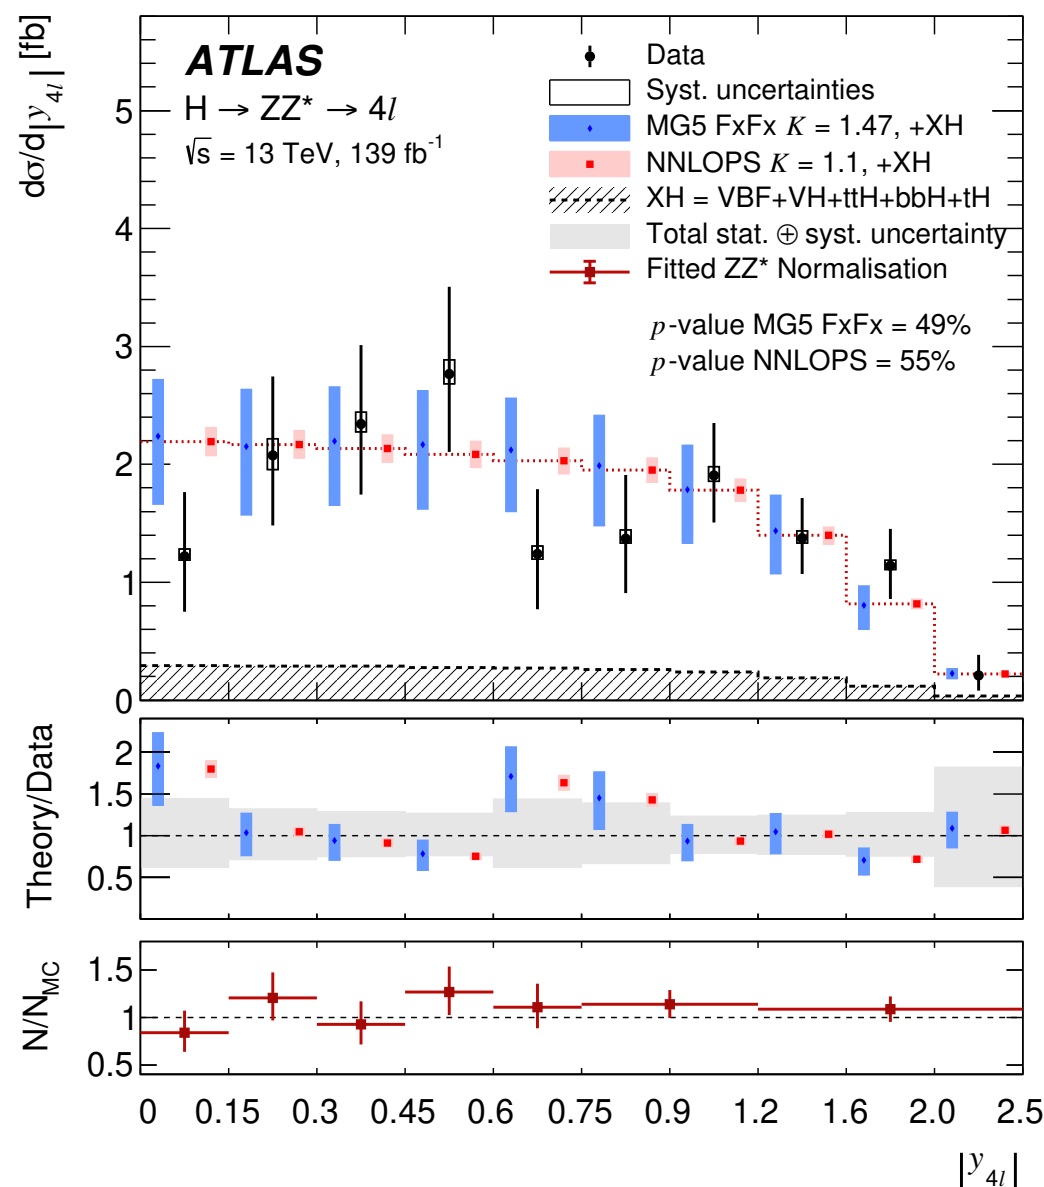 dσ/d|y4l| [fb]
ATLAS
H → ZZ* → 4l
√s = 13 TeV, 139 fb-1
Data
Syst. uncertainties
MG5 FxFx K = 1.47, +XH
NNLOPS K = 1.1, +XH
XH = VBF+VH+ttH+bbH+tH
Total stat. ⊕ syst. uncertainty
Fitted ZZ* Normalisation
p-value MG5 FxFx = 49%
p-value NNLOPS = 55%
5
4
3
2
1
0
Theory/Data
2
1.5
1
0.5
N/NMC
1.5
1
0.5
0 0.15 0.3 0.45 0.6 0.75 0.9 1.2 1.6 2.0 2.5
|y4l|